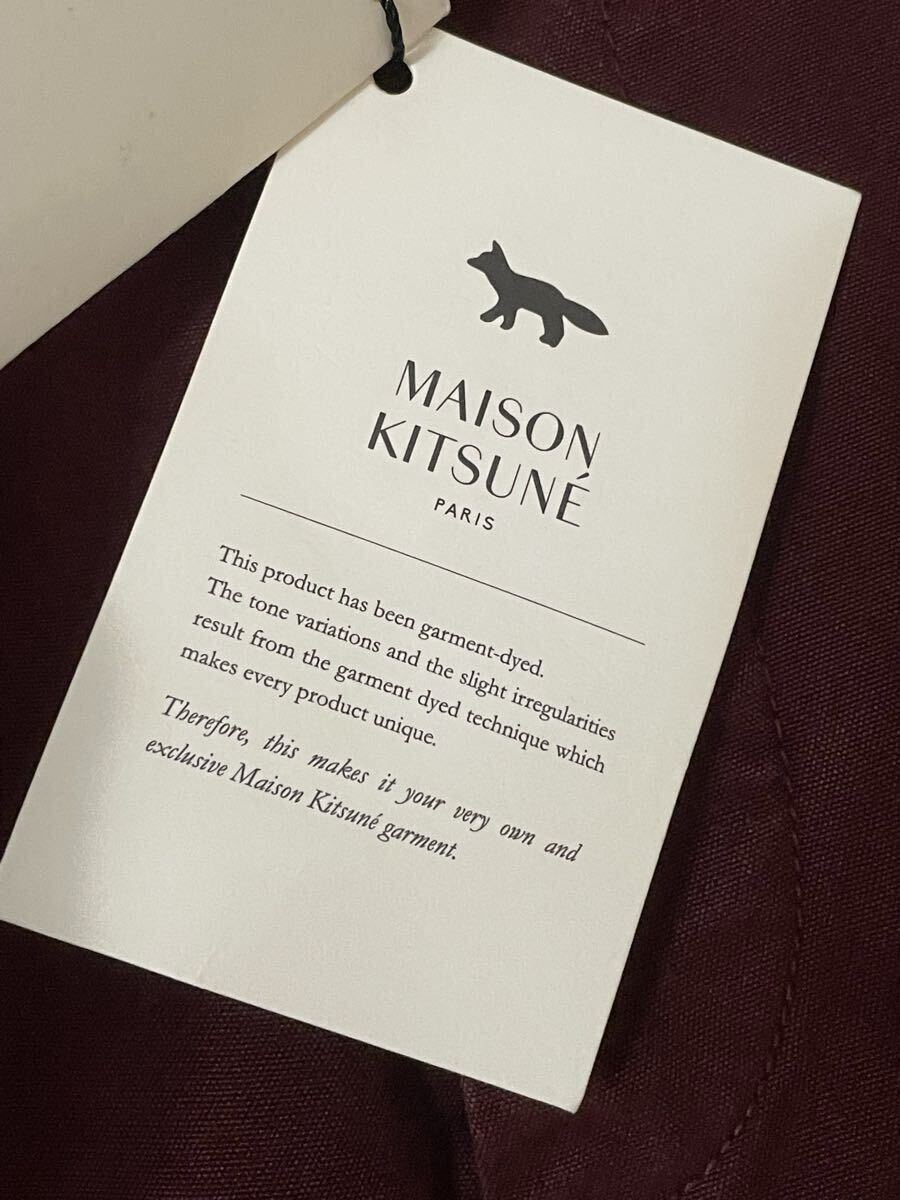 MAISON
KITSUNÉ
PARIS
This product has been garment-dyed.
The tone variations and the slight irregularities
result from the garment dyed technique which
makes every product unique.
Therefore, this makes it your very own and
exclusive Maison Kitsuné garment.